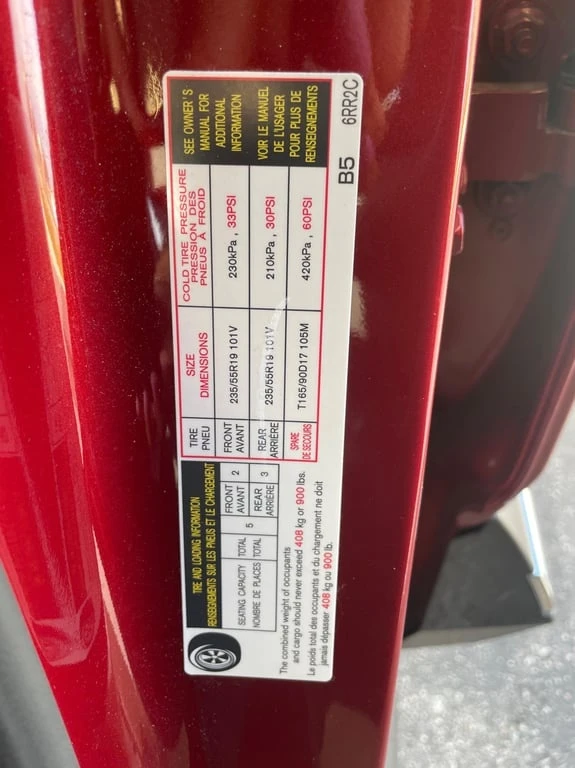 TIRE AND LOADING INFORMATION
RENSEIGNEMENTS SUR LES PNEUS ET LE CHARGEMENT
SEATING CAPACITY TOTAL 5 FRONT AVANT 2
NOMBRE DE PLACES TOTAL REAR ARRIÈRE 3
The combined weight of occupants
and cargo should never exceed 408 kg or 900 lbs.
Le poids total des occupants et du chargement ne doit
jamais dépasser 408 kg ou 900 lb.
TIRE
PNEU
SIZE
DIMENSIONS
COLD TIRE PRESSURE
PRESSION DES
PNEUS À FROID
FRONT
AVANT
235/55R19 101V
230kPa , 33PSI
REAR
ARRIÈRE
235/55R19 101V
210kPa , 30PSI
SPARE
DE SECOURS
T165/90D17 105M
420kPa , 60PSI
SEE OWNER'S
MANUAL FOR
ADDITIONAL
INFORMATION
VOIR LE MANUEL
DE L'USAGER
POUR PLUS DE
RENSEIGNEMENTS
B5 6RR2C